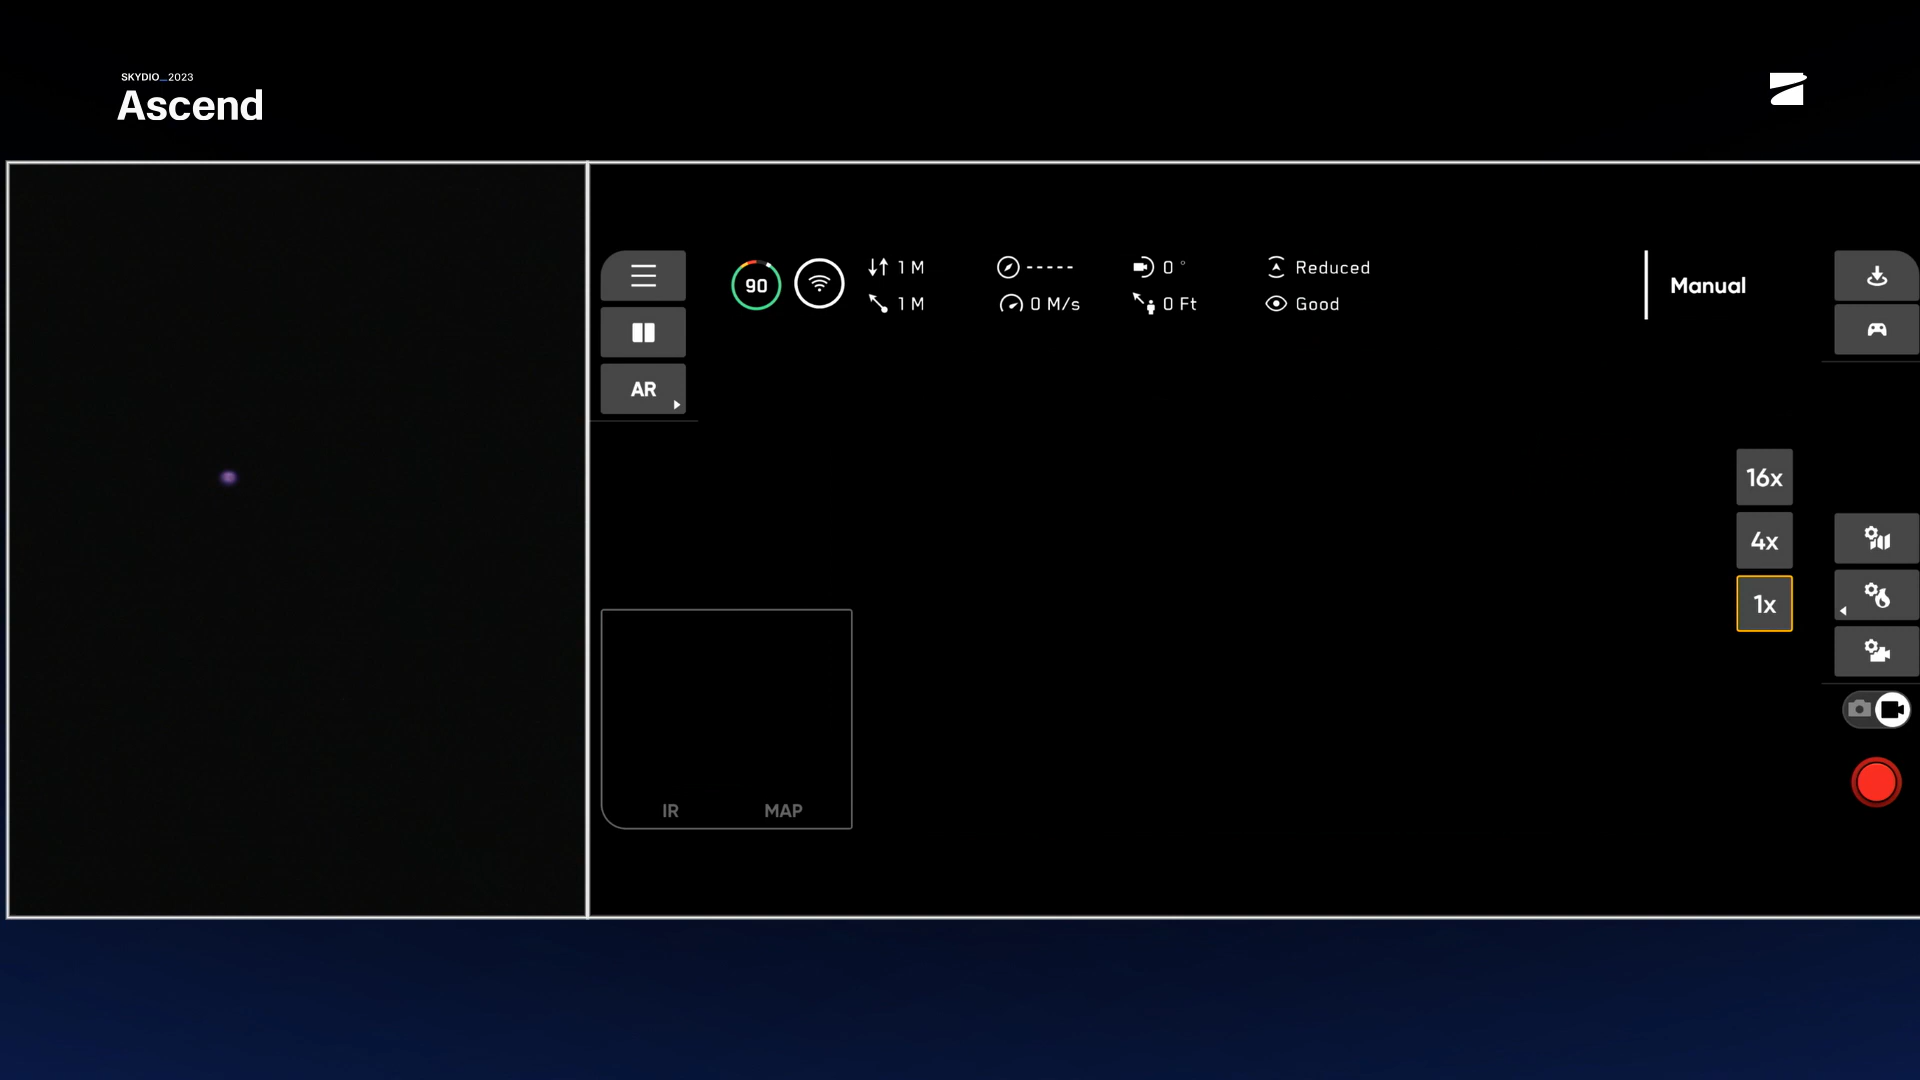 SKYDIO_2023
Ascend
90
1 M
1 M
-----
0 M/s
0 °
0 Ft
Reduced
Good
Manual
AR
16x
4x
1x
IR
MAP